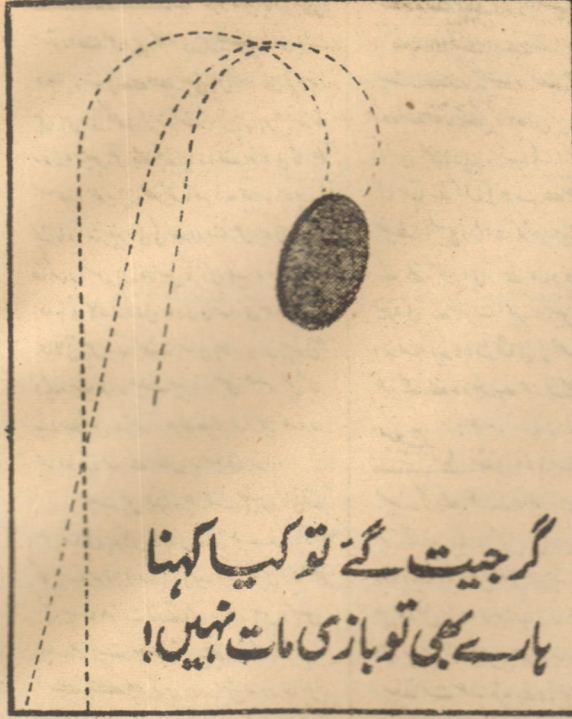 گر جیت گئے تو کیا کہنا
ہارے بھی تو بازی مات نہیں!